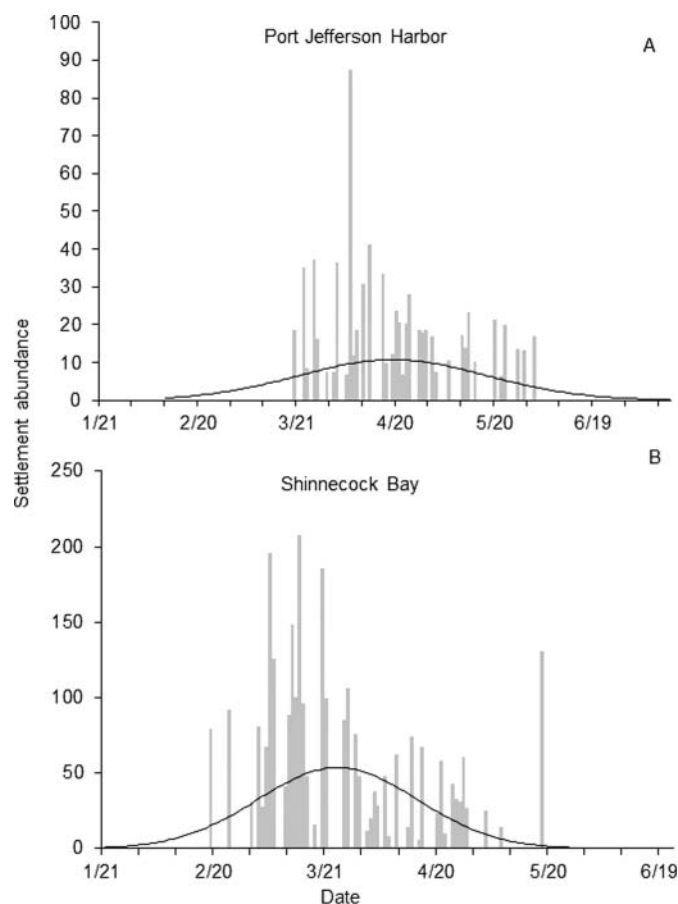 Port Jefferson Harbor
A
100
90
80
70
60
50
40
30
20
10
0
1/21 2/20 3/21 4/20 5/20 6/19
Settlement abundance
B
Shinnecock Bay
250
200
150
100
50
0
1/21 2/20 3/21 4/20 5/20 6/19
Date